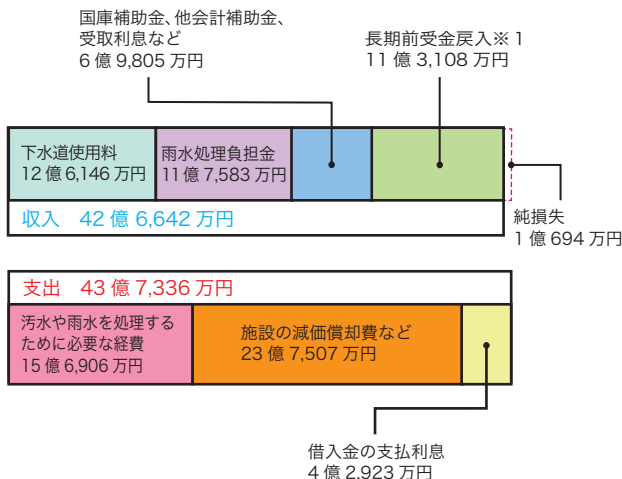 国庫補助金、他会計補助金、
受取利息など
6 億 9,805 万円
長期前受金戻入※ 1
11 億 3,108 万円
下水道使用料
12 億 6,146 万円
雨水処理負担金
11 億 7,583 万円
収入 42 億 6,642 万円
純損失
1 億 694 万円
支出 43 億 7,336 万円
汚水や雨水を処理する
ために必要な経費
15 億 6,906 万円
施設の減価償却費など
23 億 7,507 万円
借入金の支払利息
4 億 2,923 万円